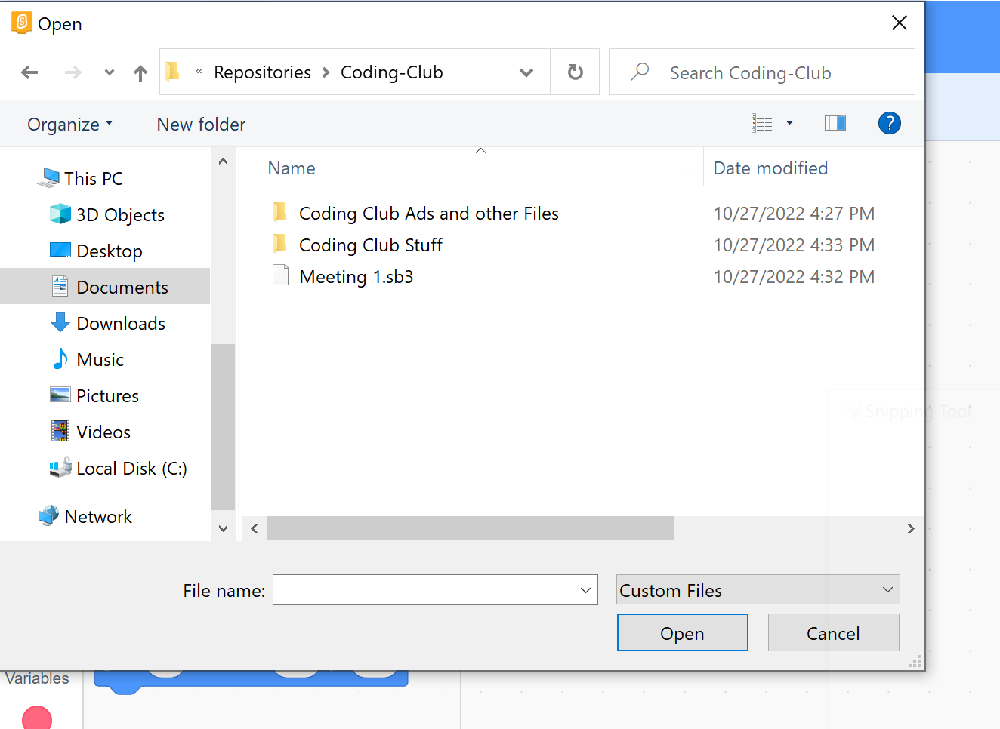 Open
« Repositories > Coding-Club
Search Coding-Club
Organize
New folder
?
Name
Date modified
This PC
3D Objects
Desktop
Documents
Downloads
Music
Pictures
Videos
Local Disk (C:)
Network
Coding Club Ads and other Files
10/27/2022 4:27 PM
Coding Club Stuff
10/27/2022 4:33 PM
Meeting 1.sb3
10/27/2022 4:32 PM
Snipping Tool
File name:
Custom Files
Open
Cancel
Variables